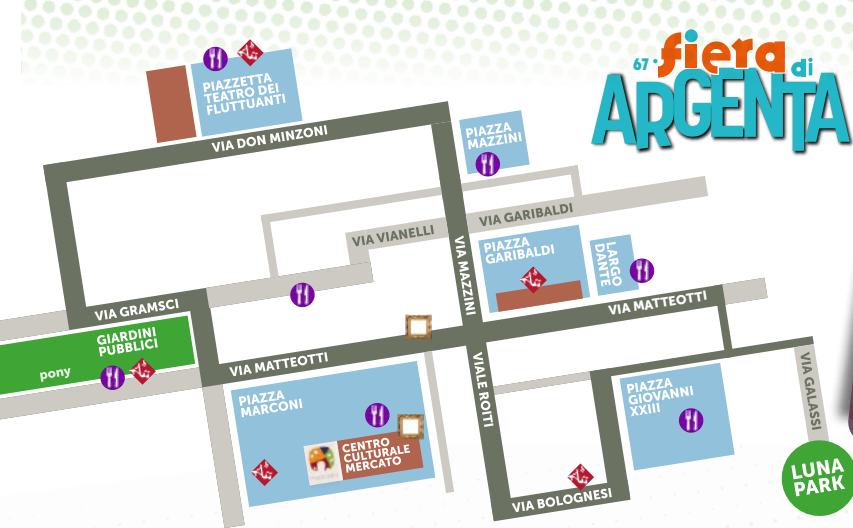 67ª fiera di
ARGENTA
PIAZZETTA
TEATRO DEI
FLUTTUANTI
VIA DON MINZONI
PIAZZA
MAZZINI
VIA GARIBALDI
VIA VIANELLI
VIA MAZZINI
PIAZZA
GARIBALDI
LARGO
DANTE
VIA GRAMSCI
VIA MATTEOTTI
GIARDINI
PUBBLICI
pony
VIA MATTEOTTI
VIALE ROITI
VIA GALASSI
PIAZZA
MARCONI
PIAZZA
GIOVANNI
XXIII
CENTRO
CULTURALE
MERCATO
LUNA
PARK
VIA BOLOGNESI